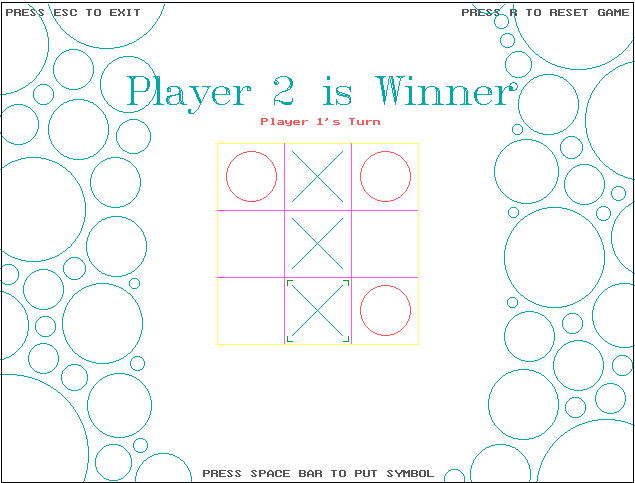 PRESS ESC TO EXIT
PRESS R TO RESET GAME
Player 2 is Winner
Player 1's Turn
PRESS SPACE BAR TO PUT SYMBOL